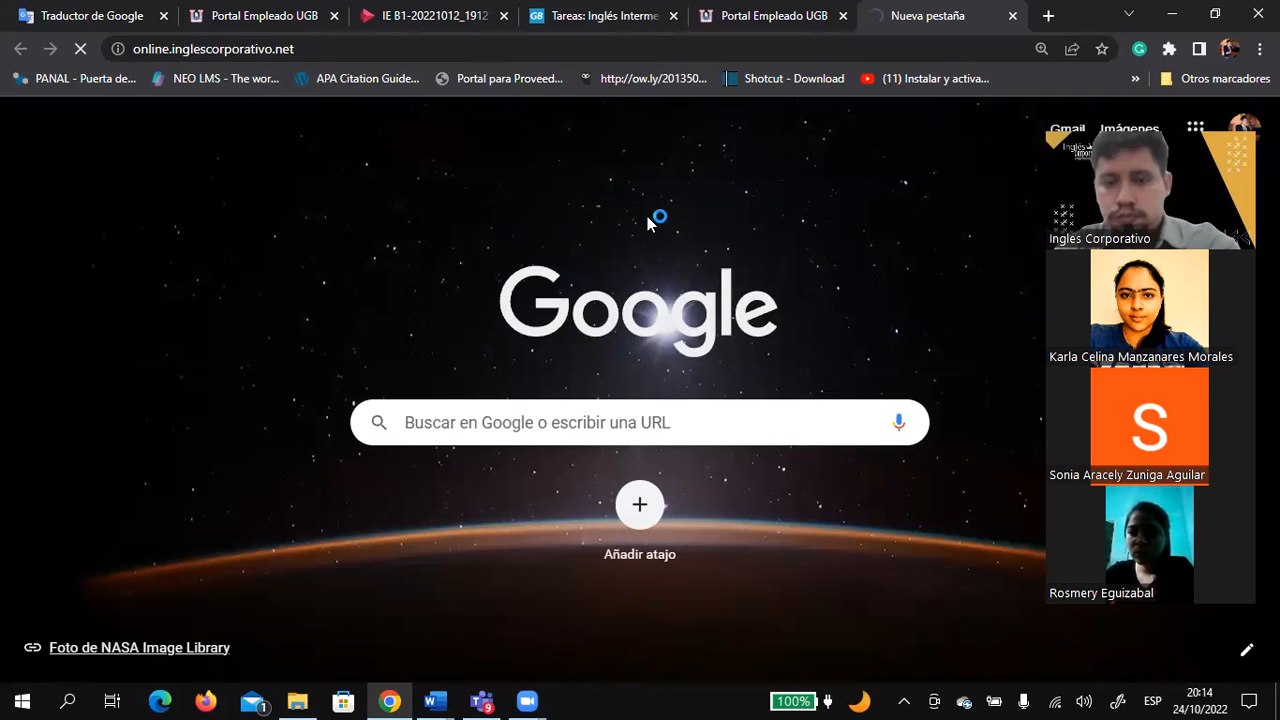 Traductor de Google
Portal Empleado UGB
IE B1-20221012_1912
Tareas: Inglés Interme
Portal Empleado UGB
Nueva pestaña
online.inglescorporativo.net
PANAL - Puerta de...
NEO LMS - The wor...
APA Citation Guide...
Portal para Proveed...
http://ow.ly/201350...
Shotcut - Download
(11) Instalar y activa...
»
Otros marcadores
Gmail Imágenes
Ingles Corporativo
Karla Celina Manzanares Morales
S
Sonia Aracely Zuniga Aguilar
Rosmery Eguizabal
Google
Buscar en Google o escribir una URL
Añadir atajo
Foto de NASA Image Library
1
9
100%
ESP
20:14
24/10/2022